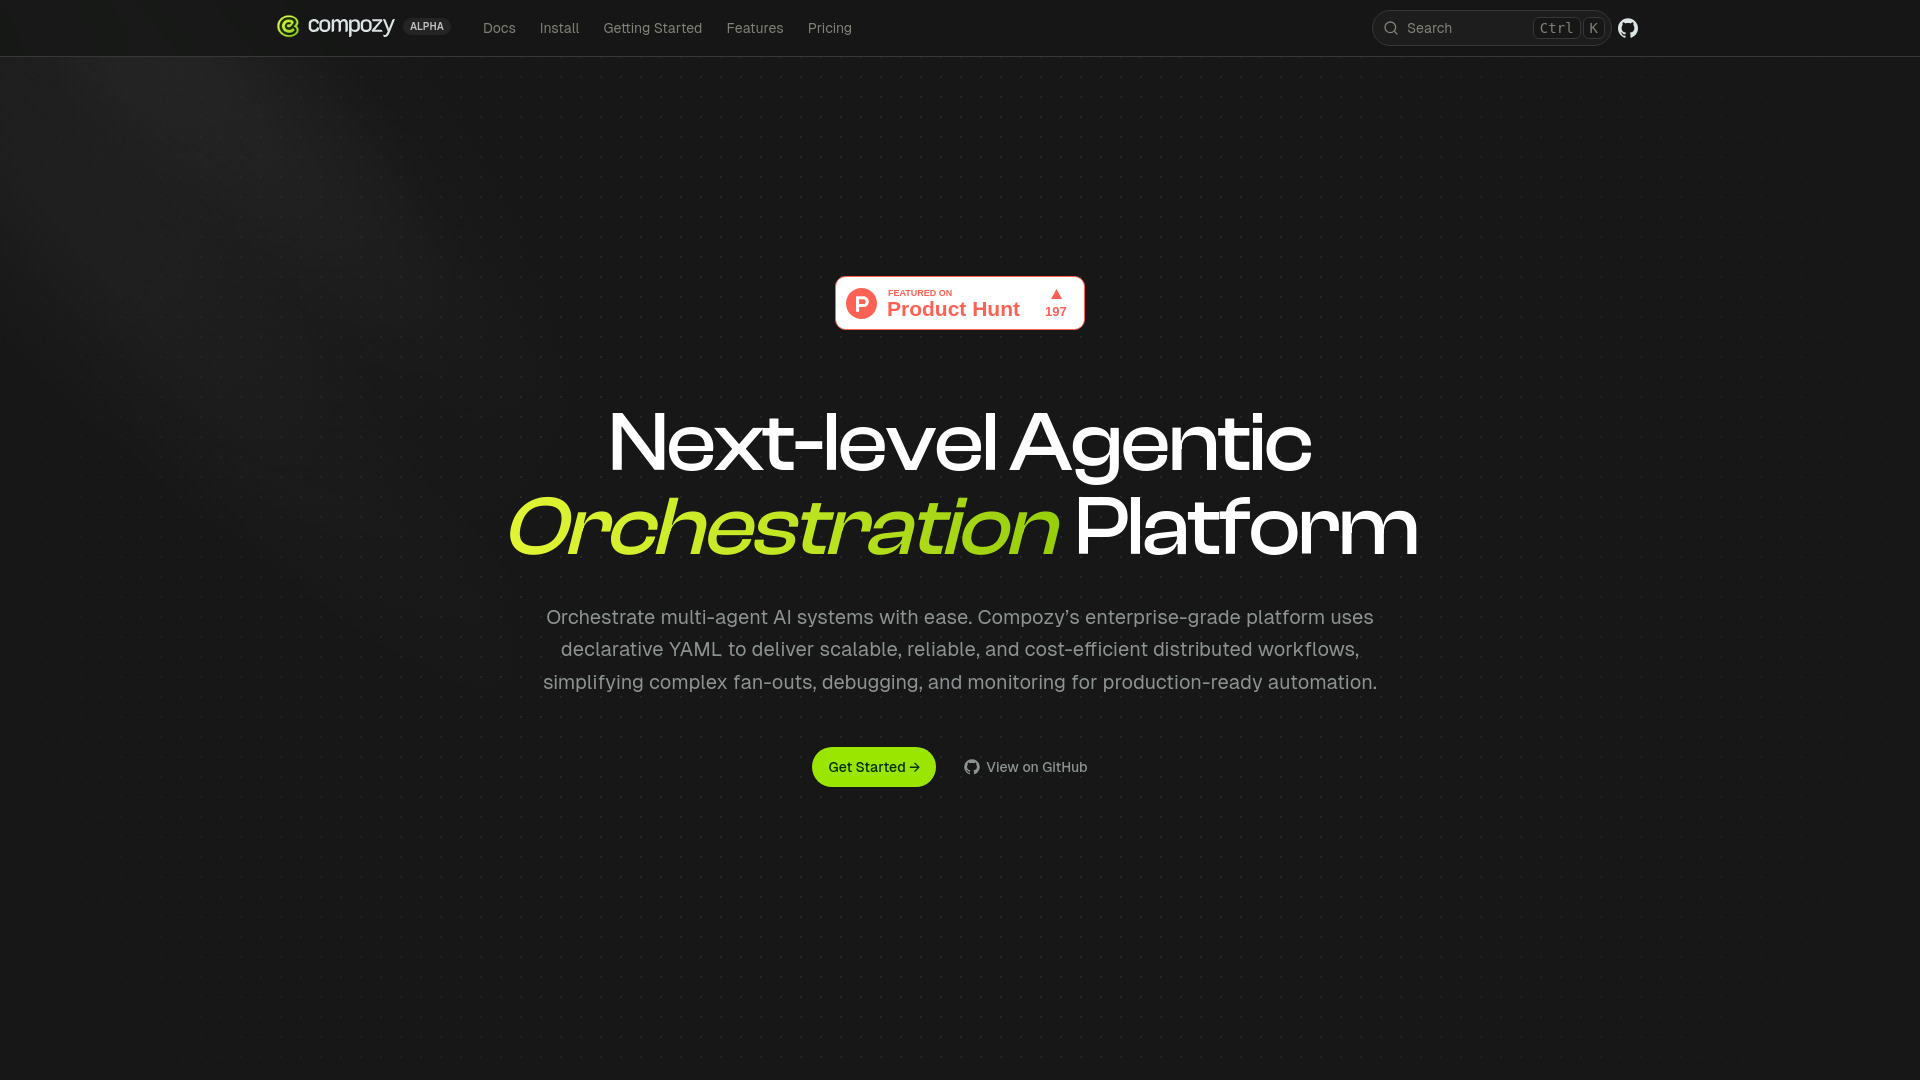 compozy ALPHA Docs Install Getting Started Features Pricing Search Ctrl K
FEATURED ON
Product Hunt
197
Next-level Agentic
Orchestration Platform
Orchestrate multi-agent AI systems with ease. Compozy’s enterprise-grade platform uses
declarative YAML to deliver scalable, reliable, and cost-efficient distributed workflows,
simplifying complex fan-outs, debugging, and monitoring for production-ready automation.
Get Started → View on GitHub